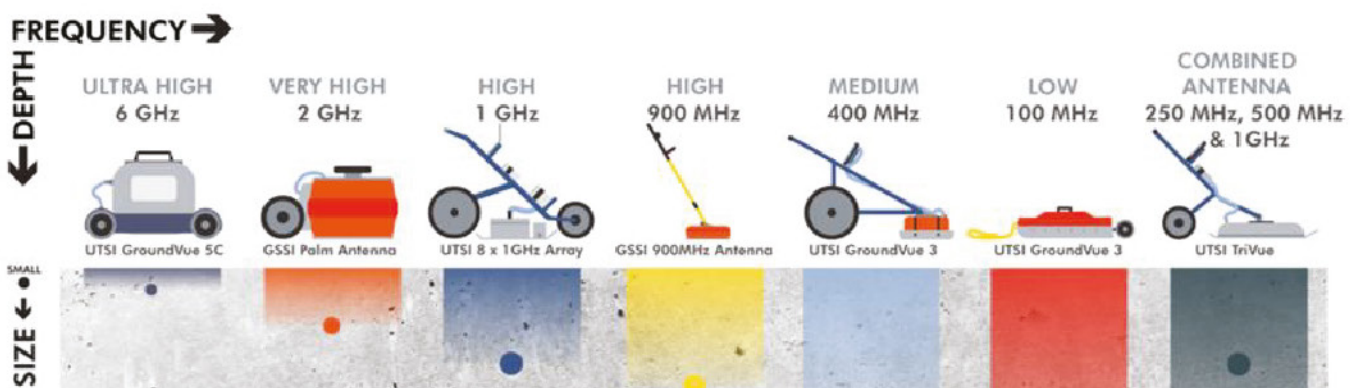 FREQUENCY
DEPTH
ULTRA HIGH
6 GHz
VERY HIGH
2 GHz
HIGH
1 GHz
HIGH
900 MHz
MEDIUM
400 MHz
LOW
100 MHz
COMBINED
ANTENNA
250 MHz, 500 MHz
& 1GHz
UTSI GroundVue 5C
GSSI Palm Antenna
UTSI 8 x 1GHz Array
GSSI 900MHz Antenna
UTSI GroundVue 3
UTSI GroundVue 3
UTSI TriVue
SMALL
SIZE